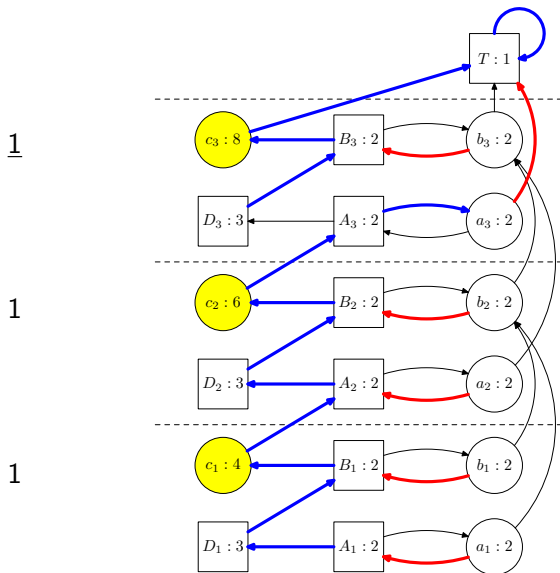 T : 1
1 c₃ : 8 B₃ : 2 b₃ : 2
D₃ : 3 A₃ : 2 a₃ : 2
1 c₂ : 6 B₂ : 2 b₂ : 2
D₂ : 3 A₂ : 2 a₂ : 2
1 c₁ : 4 B₁ : 2 b₁ : 2
D₁ : 3 A₁ : 2 a₁ : 2